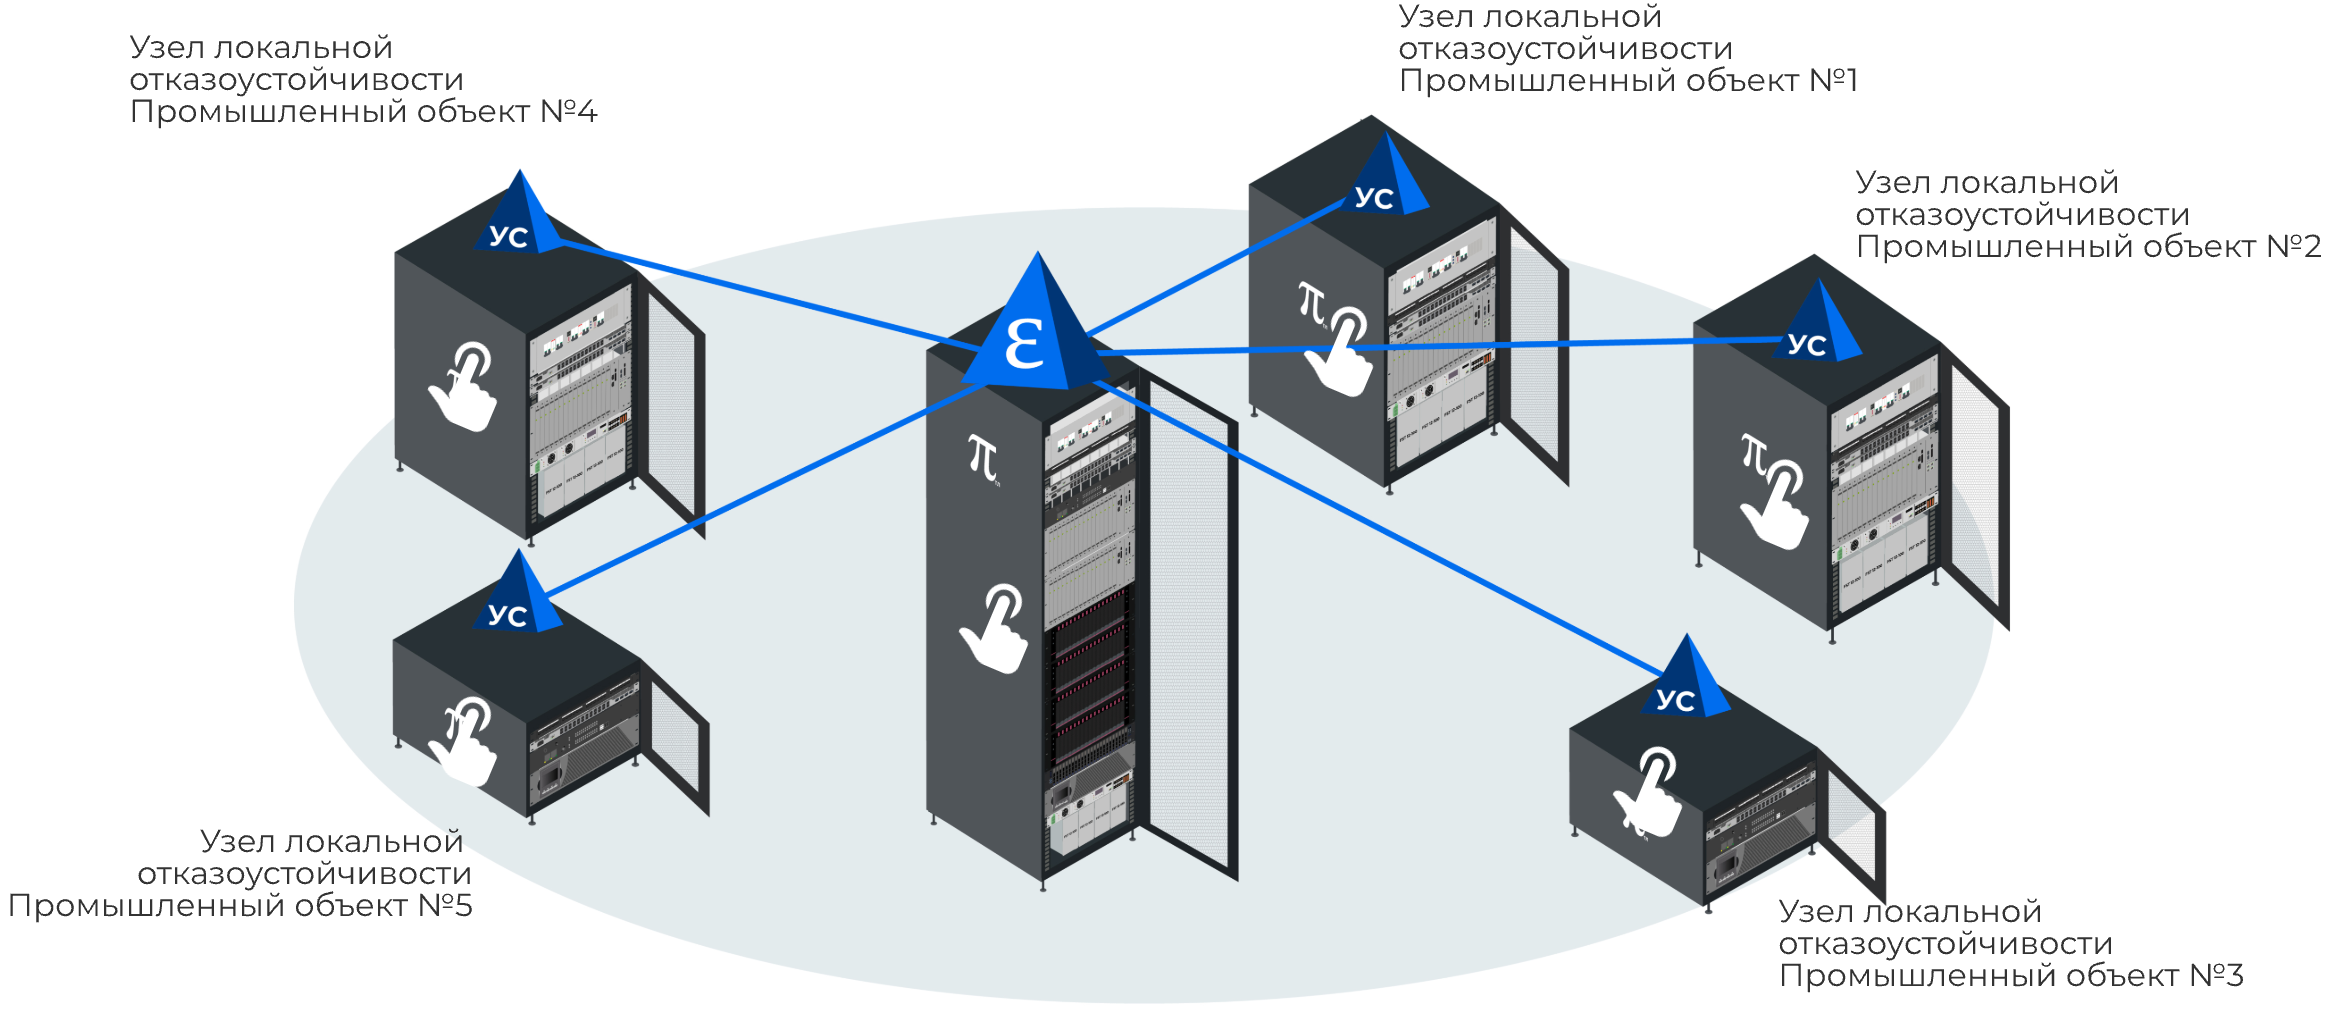 Узел локальной
отказоустойчивости
Промышленный объект №4
Узел локальной
отказоустойчивости
Промышленный объект №1
Узел локальной
отказоустойчивости
Промышленный объект №2
УС
УС
УС
ε
π
π
π
УС
УС
Узел локальной
отказоустойчивости
Промышленный объект №5
Узел локальной
отказоустойчивости
Промышленный объект №3